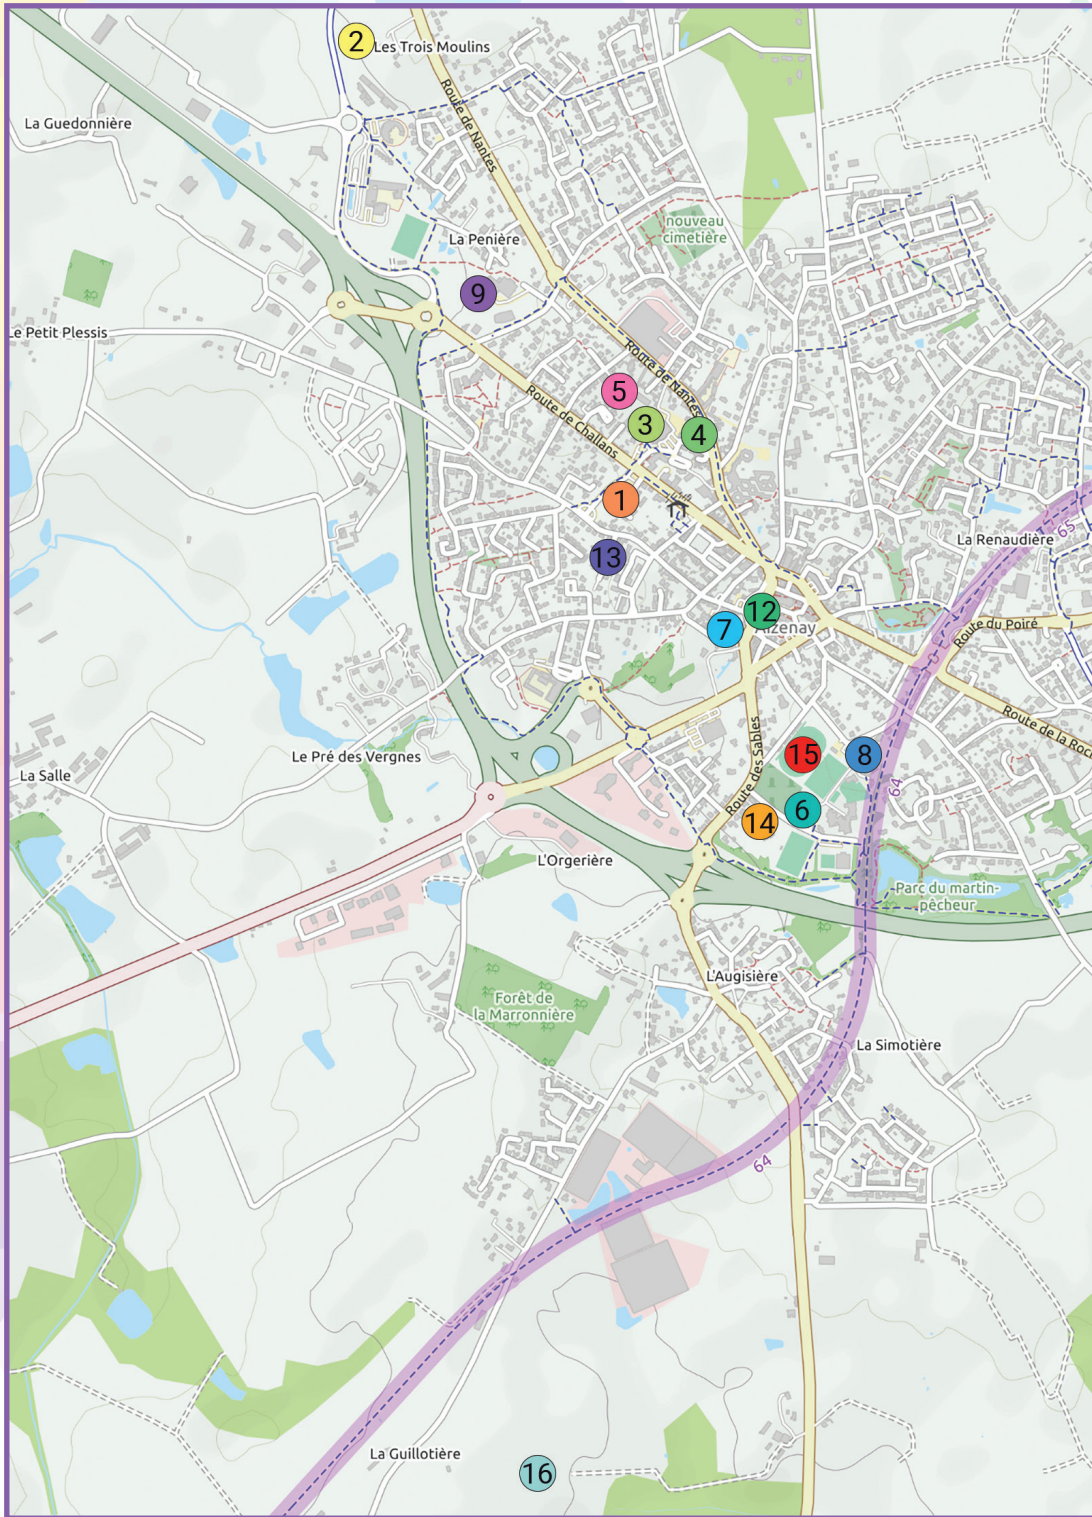 2
Les Trois Moulins
La Guedonnière
Route de Nantes
nouveau
cimetière
La Penière
9
Le Petit Plessis
Route de Nantes
5
Route de Challans
3
4
1
65
La Renaudière
13
12
7
Aizenay
Route du Poiré
Route de la Roc
Route des Sables
Le Pré des Vergnes
La Salle
15
8
64
6
14
L'Orgerière
Parc du martin-
pêcheur
L'Augisière
Forêt de
la Marronnière
La Simotière
64
La Guillotière
16